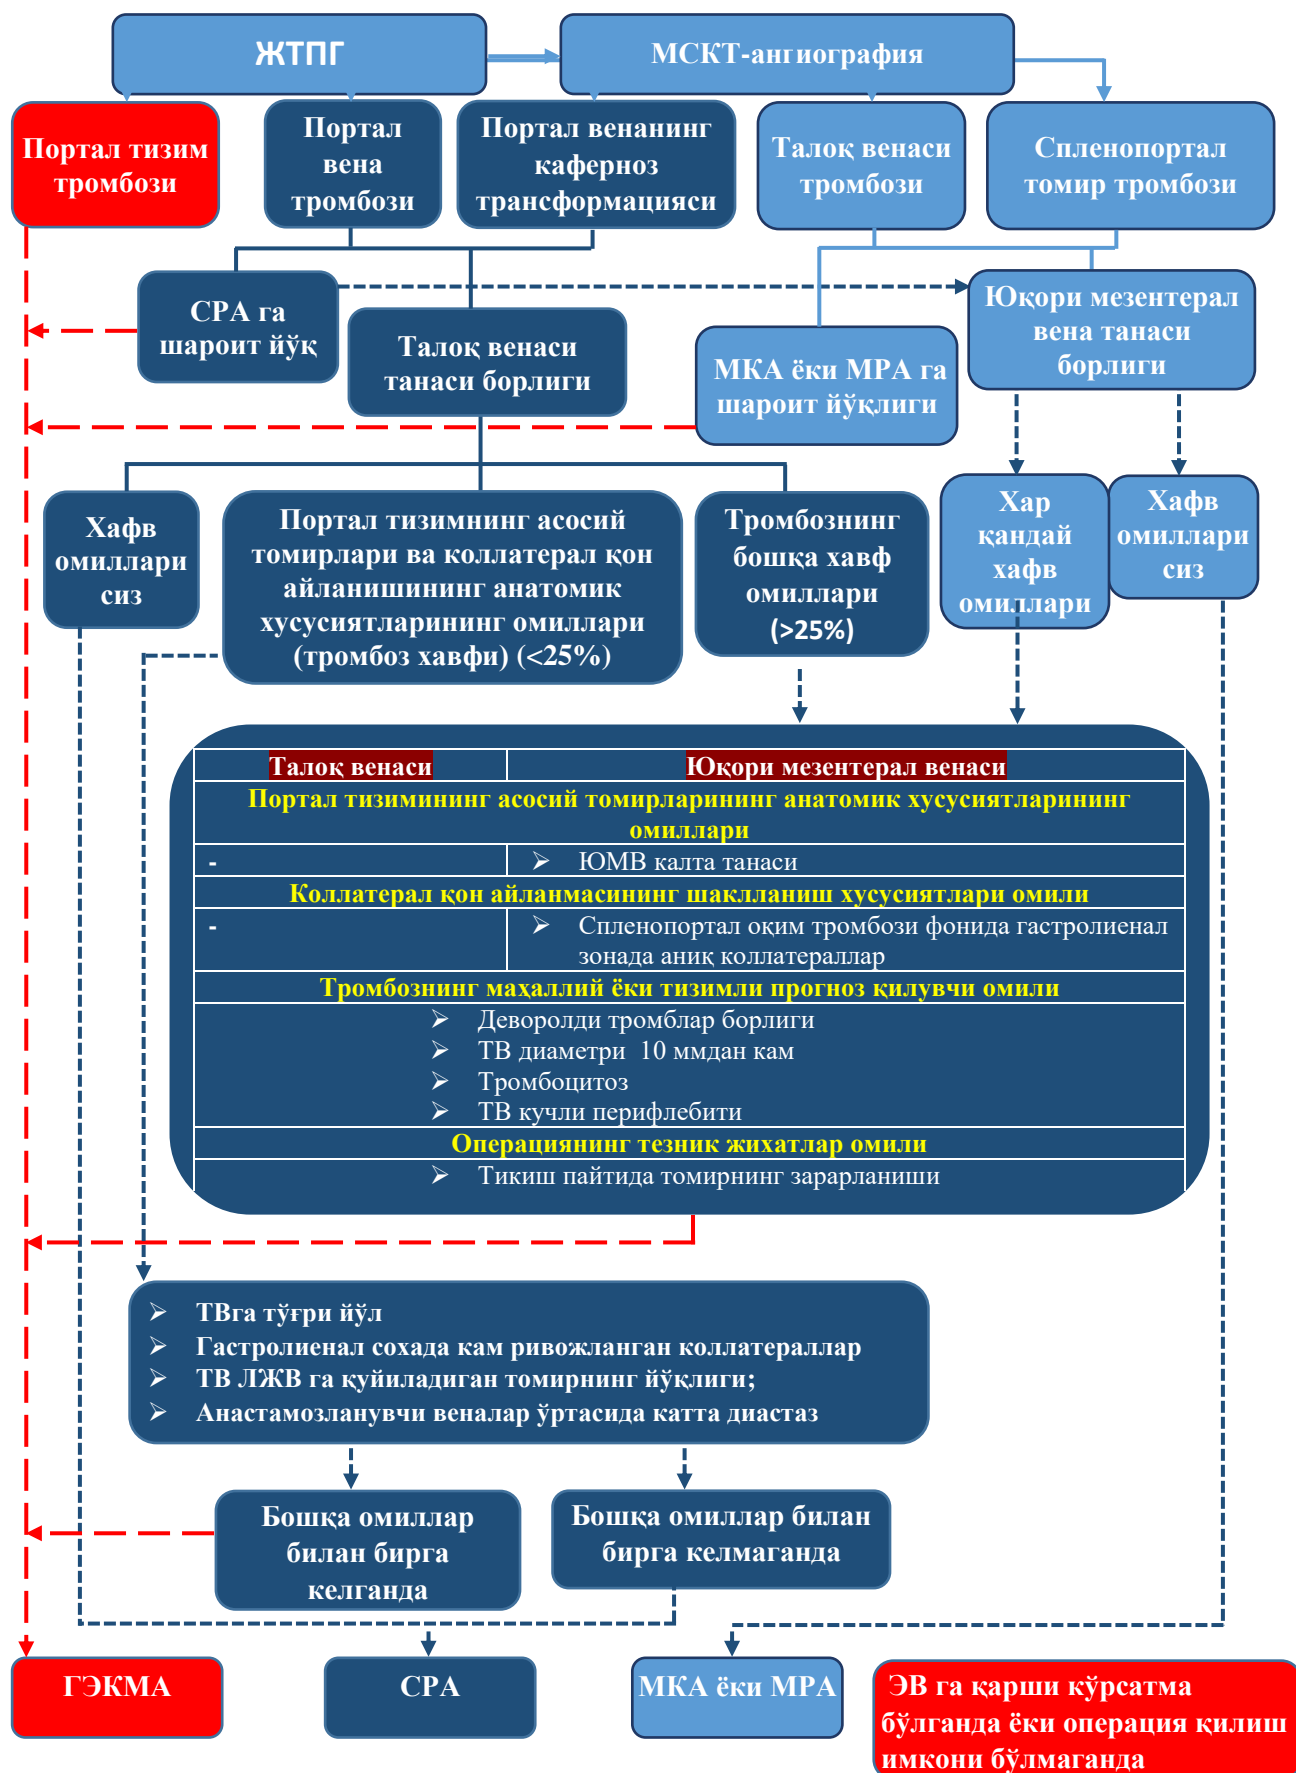 ЖТПГ
МСКТ-ангиография
Портал тизим
тромбози
Портал
вена
тромбози
Портал венанинг
каферноз
трансформацияси
Талоқ венаси
тромбози
Спленопортал
томир тромбози
СРА га
шароит йўқ
Талоқ венаси
танаси борлиги
МКА ёки МРА га
шароит йўқлиги
Юқори мезентерал
вена танаси
борлиги
Хафв
омиллари
сиз
Портал тизимнинг асосий
томирлари ва коллатерал қон
айланишининг анатомик
хусусиятларининг омиллари
(тромбоз хавфи) (<25%)
Тромбознинг
бошқа хавф
омиллари
(>25%)
Хар
қандай
хафв
омиллари
Хафв
омиллари
сиз
Талоқ венаси
Юқори мезентерал венаси
Портал тизимининг асосий томирларининг анатомик хусусиятларининг
омиллари
-
➢ ЮМВ калта танаси
Коллатерал қон айланмасининг шаклланиш хусусиятлари омили
-
➢ Спленопортал оқим тромбози фонида гастролиенал
зонада аниқ коллатераллар
Тромбознинг маҳаллий ёки тизимли прогноз қилувчи омили
➢ Деворолди тромблар борлиги
➢ ТВ диаметри 10 ммдан кам
➢ Тромбоцитоз
➢ ТВ кучли перифлебити
Операциянинг тезник жихатлар омили
➢ Тикиш пайтида томирнинг зарарланиши
➢ ТВга тўғри йўл
➢ Гастролиенал сохада кам ривожланган коллатераллар
➢ ТВ ЛЖВ га қуйиладиган томирнинг йўқлиги;
➢ Анастамозланувчи веналар ўртасида катта диастаз
Бошқа омиллар
билан бирга
келганда
Бошқа омиллар билан
бирга келмаганда
ГЭКМА
СРА
МКА ёки МРА
ЭВ га қарши кўрсатма
бўлганда ёки операция қилиш
имкони бўлмаганда